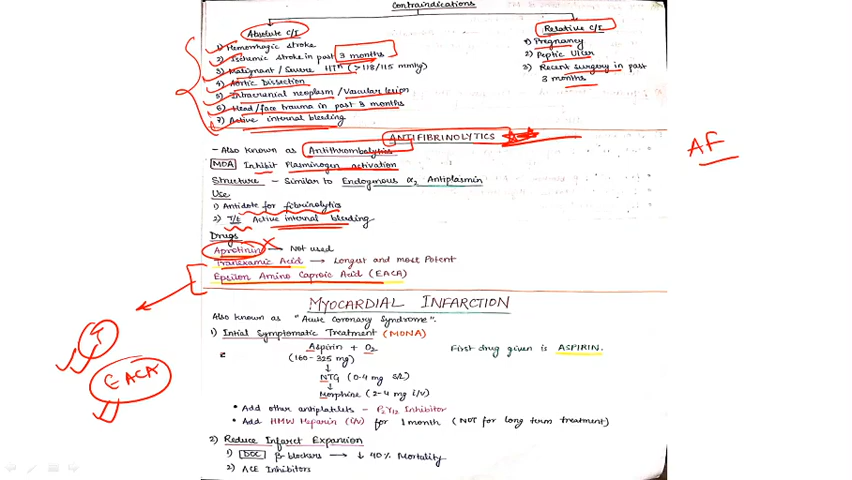 Contraindications
Absolute C/I
1) Hemorrhagic stroke
2) Ischemic stroke in past 3 months
3) Malignant / Severe HTn (>118/115 mmhg)
4) Aortic Dissection
5) Intracranial neoplasm / Vascular lesion
6) Head/face trauma in past 3 months
7) Active internal bleeding
Relative C/I
1) Pregnancy
2) Peptic Ulcer
3) Recent surgery in past
3 months
ANTIFIBRINOLYTICS
AF
- Also known as Antithrombolytics
MOA Inhibit Plasminogen activation
Structure - Similar to Endogenous α2 Antiplasmin
Use
1) Antidote for fibrinolytics
2) T/t Active internal bleeding
Drugs
Aprotinin - Not used
Tranexamic Acid → Longest and most Potent
Epsilon Amino Caproic Acid (EACA)
T
EACA
MYOCARDIAL INFARCTION
Also known as "Acute Coronary Syndrome".
1) Intial Symptomatic Treatment (MONA)
Aspirin + O2
(160-325 mg)
↓
NTG (0.4 mg s/L)
↓
Morphine (2-4 mg i/v)
First drug given is ASPIRIN.
• Add other antiplatlets - P2Y12 Inhibitor
• Add HMW Heparin (i/v) for 1 month (NOT for long term treatment)
2) Reduce Infarct Expansion
1) DOC β-blockers → ↓ 40% Mortality
2) ACE Inhibitors